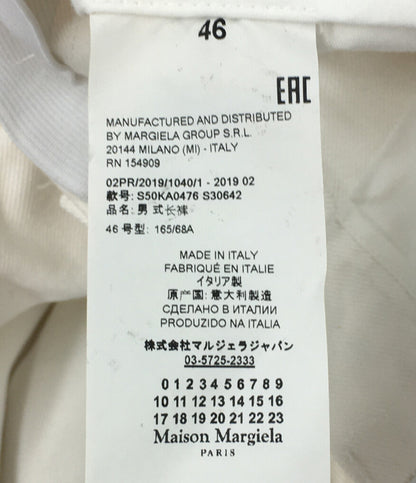 46
EAC
MANUFACTURED AND DISTRIBUTED
BY MARGIELA GROUP S.R.L.
20144 MILANO (MI) - ITALY
RN 154909
02PR/2019/1040/1 - 2019 02
款号: S50KA0476 S30642
品名: 男 式长裤
46 号型: 165/68A
MADE IN ITALY
FABRIQUÉ EN ITALIE
イタリア製
原产国: 意大利製造
СДЕЛАНО В ИТАЛИИ
PRODUZIDO NA ITALIA
株式会社マルジェラジャパン
03-5725-2333
0 1 2 3 4 5 6 7 8 9
10 11 12 13 14 15 16
17 18 19 20 21 22 23
Maison Margiela
PARIS